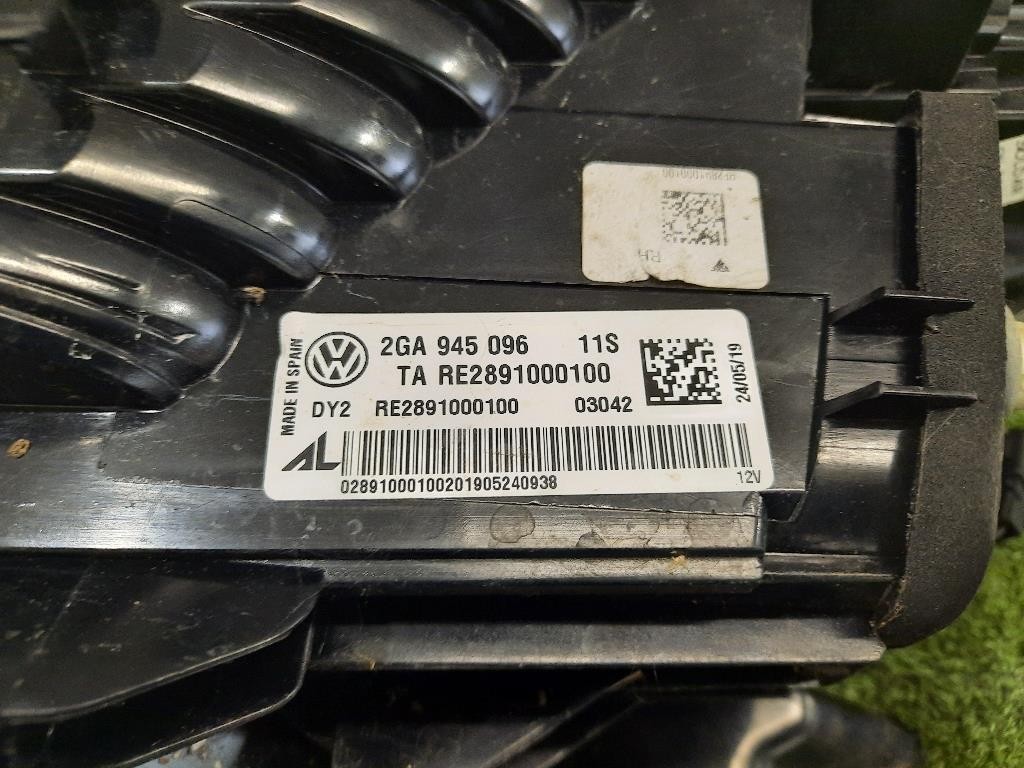 RE2891000100
RH
MADE IN SPAIN
2GA 945 096 11S
TA RE2891000100
DY2 RE2891000100 03042
24/05/19
AL
02891000100201905240938
12V